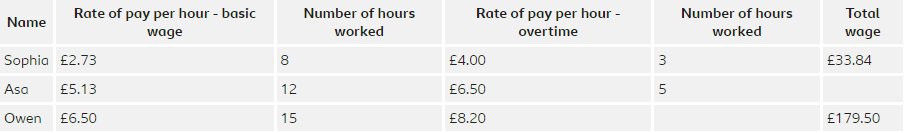 Name Rate of pay per hour - basic wage Number of hours worked Rate of pay per hour - overtime Number of hours worked Total wage
Sophia £2.73 8 £4.00 3 £33.84
Asa £5.13 12 £6.50 5
Owen £6.50 15 £8.20 £179.50